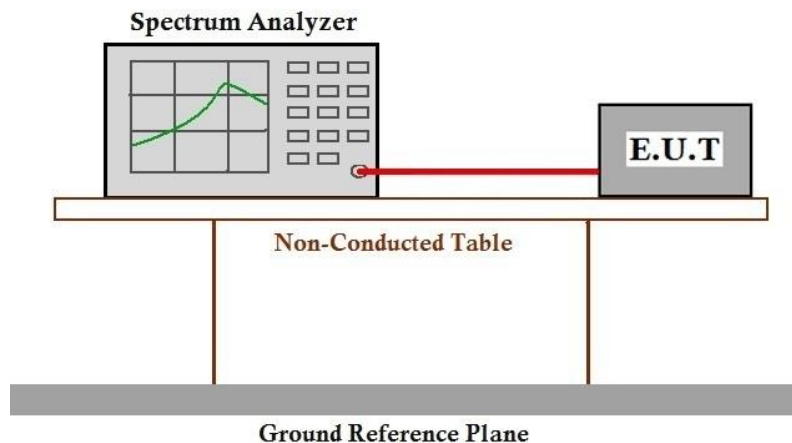 Spectrum Analyzer
E.U.T
Non-Conducted Table
Ground Reference Plane